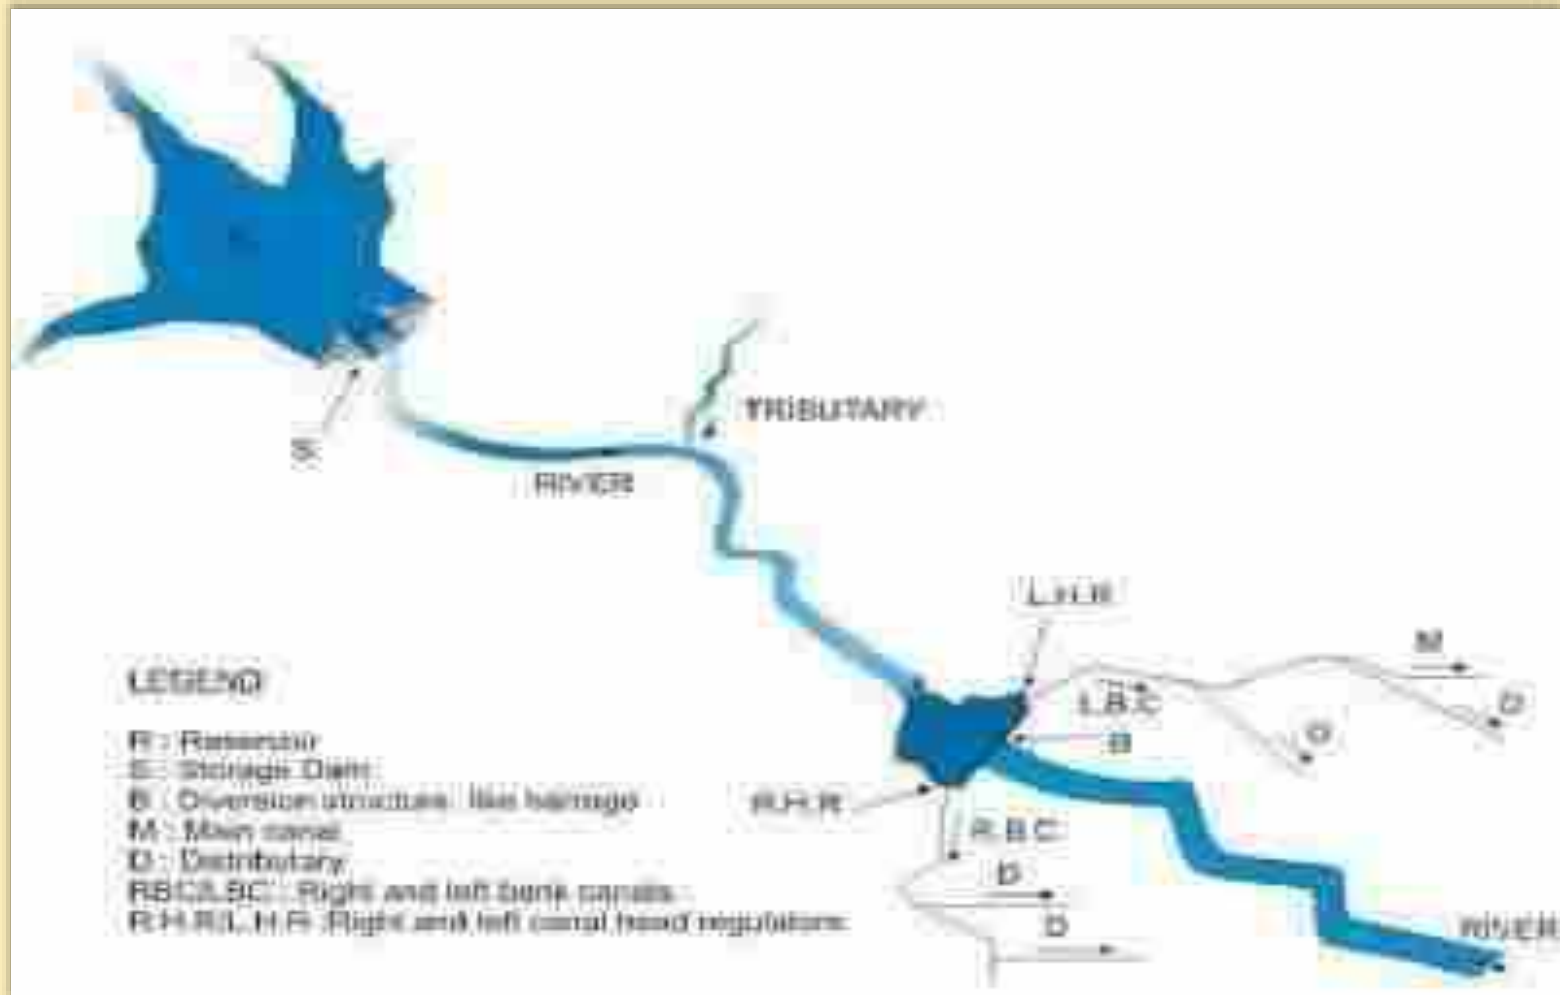 R
S
TRIBUTARY
RIVER
L.H.R
M
L.B.C
D
D
B
R.H.R
R.B.C
D
D
RIVER
LEGEND
R : Reservoir
S : Storage Dam
B : Diversion structure like barrage
M : Main canal
D : Distributary
RBC/LBC : Right and left bank canals
R.H.R/L.H.R :Right and left canal head regulators